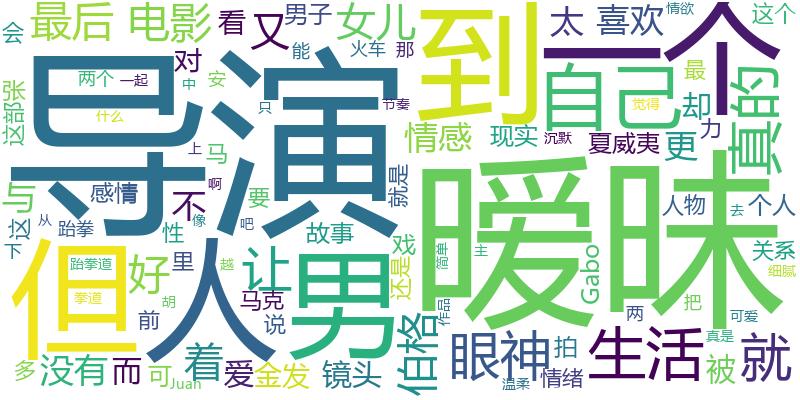 会 最后 电影 看 又 男子 女儿 到 一个 太 喜欢 情欲 这个
能 火车 那
这部 张 导演 两个 一起 对 中 安 自己 最 却 真的
什么 只 节奏 觉得
与 上 马 情感 现实 沉默 夏威夷 更 力
感情 不 啊 要 就是 暧昧
这 从 跆拳 性 像 吧 故事 戏 人物 去 个人
下 但 人 男 还是 简单 主 关系
跆拳道 好 里 让 越 Gabo 细腻
拳道 胡 马克 作品 两 把 可爱
前 说 伯格 眼神 拍 生活 被 真是 就
多 没有 而 可 着 爱 金发 镜头 温柔 情绪
Juan